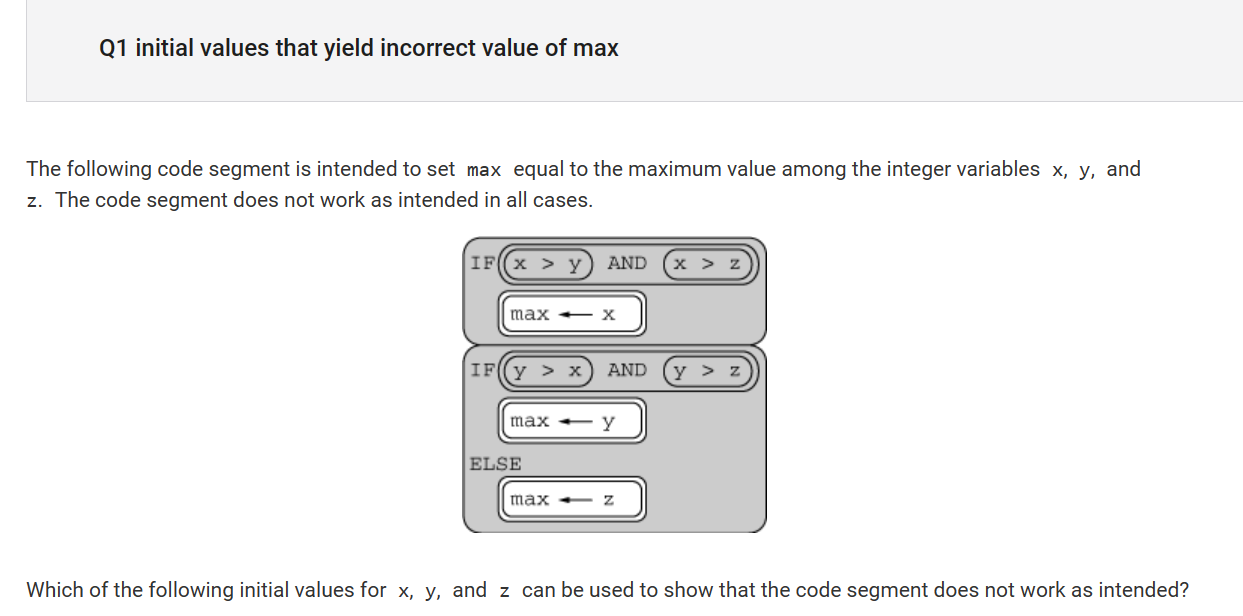 Q1 initial values that yield incorrect value of max
The following code segment is intended to set max equal to the maximum value among the integer variables x, y, and
z. The code segment does not work as intended in all cases.
IF x > y AND x > z
max ← x
IF y > x AND y > z
max ← y
ELSE
max ← z
Which of the following initial values for x, y, and z can be used to show that the code segment does not work as intended?